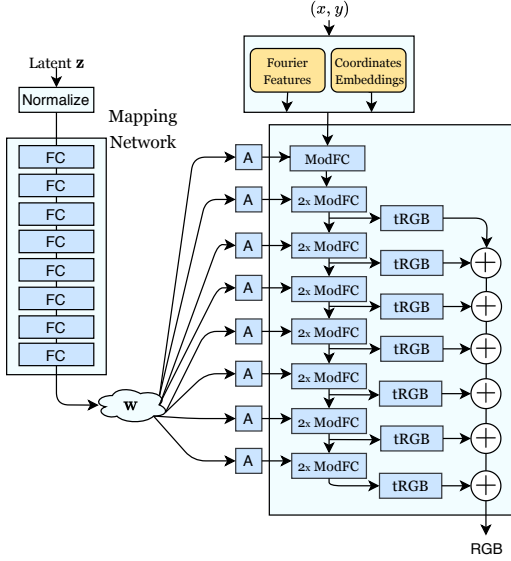 (x, y)
Latent z
Normalize
Mapping
Network
FC
FC
FC
FC
FC
FC
FC
FC
w
Fourier
Features
Coordinates
Embeddings
A
ModFC
A
2x ModFC
tRGB
A
2x ModFC
tRGB
A
2x ModFC
tRGB
A
2x ModFC
tRGB
A
2x ModFC
tRGB
A
2x ModFC
tRGB
A
2x ModFC
tRGB
RGB